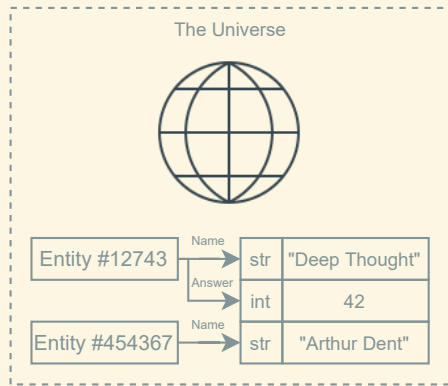 The Universe
Name
Entity #12743 str "Deep Thought"
Answer
int 42
Name
Entity #454367 str "Arthur Dent"